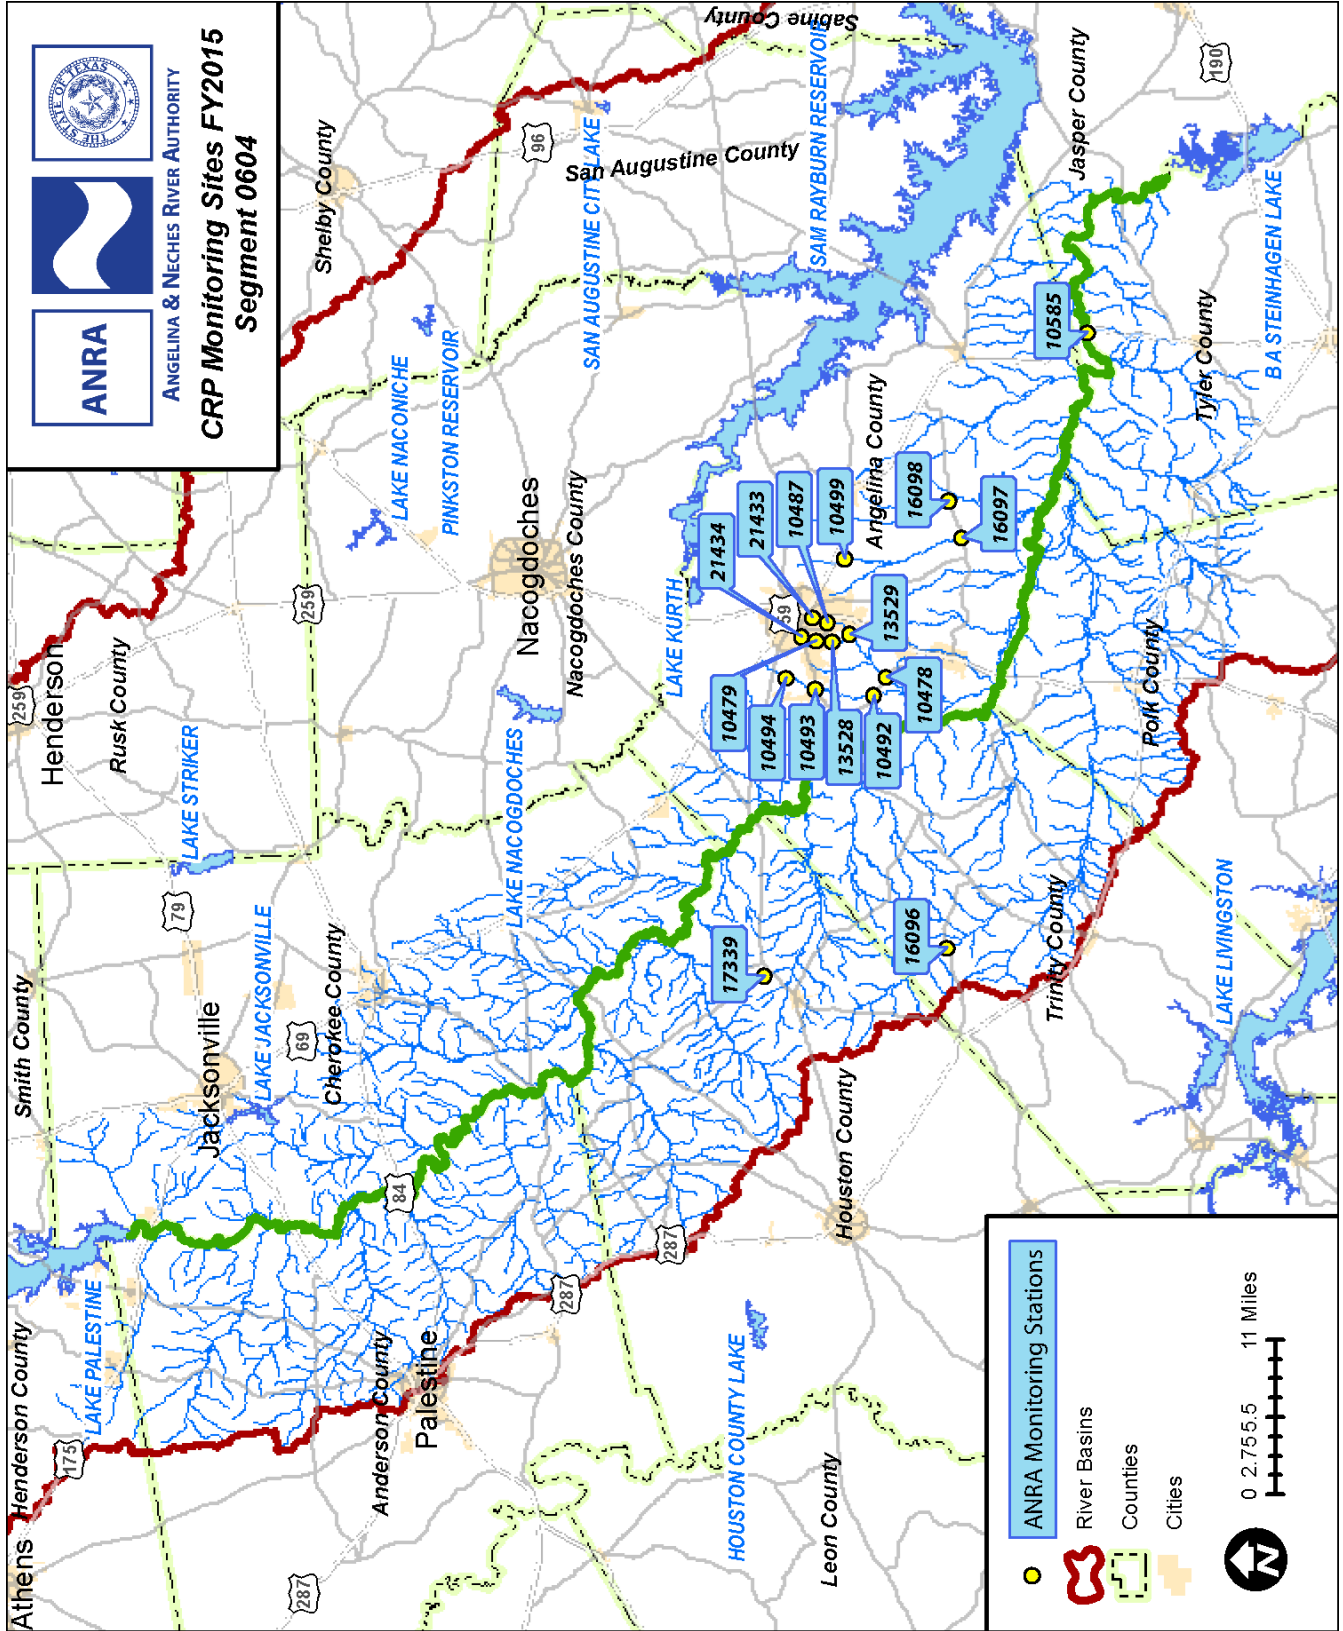 ANRA
THE STATE OF TEXAS
ANGELINA & NECHES RIVER AUTHORITY
CRP Monitoring Sites FY2015
Segment 0604
Athens
Henderson County
Smith County
175
LAKE PALESTINE
Jacksonville
79
Henderson
259
Rusk County
LAKE STRIKER
LAKE JACKSONVILLE
69
Cherokee County
259
287
Anderson County
Palestine
84
Shelby County
LAKE NACONICHE
PINKSTON RESERVOIR
Nacogdoches
Nacogdoches County
LAKE NACOGDOCHES
96
San Augustine County
SAN AUGUSTINE CITY LAKE
Sabine County
SAM RAYBURN RESERVOIR
287
287
LAKE KURTH
59
21434
21433
10487
10499
10479
10494
10493
13528
10492
10478
13529
Angelina County
16098
16097
17339
16096
10585
Jasper County
190
Houston County
HOUSTON COUNTY LAKE
Leon County
Trinity County
Polk County
Tyler County
B A STEINHAGEN LAKE
LAKE LIVINGSTON
ANRA Monitoring Stations
River Basins
Counties
Cities
0 2.75 5.5 11 Miles
N